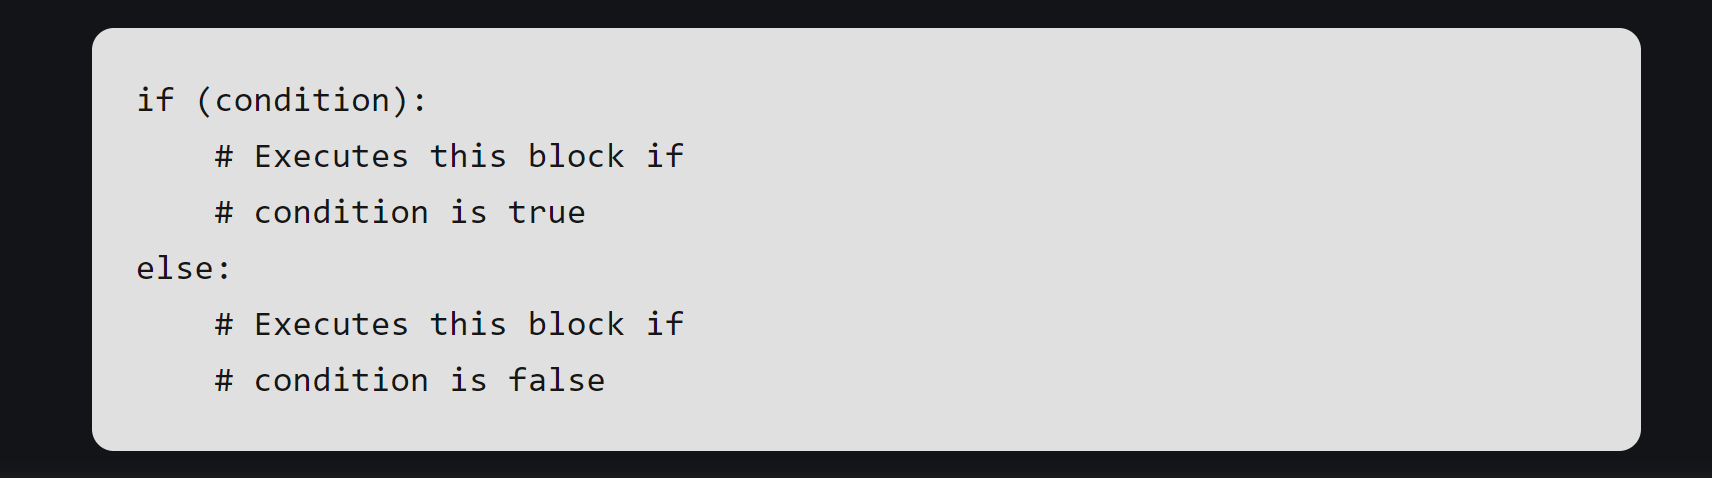 if (condition):
    # Executes this block if
    # condition is true
else:
    # Executes this block if
    # condition is false